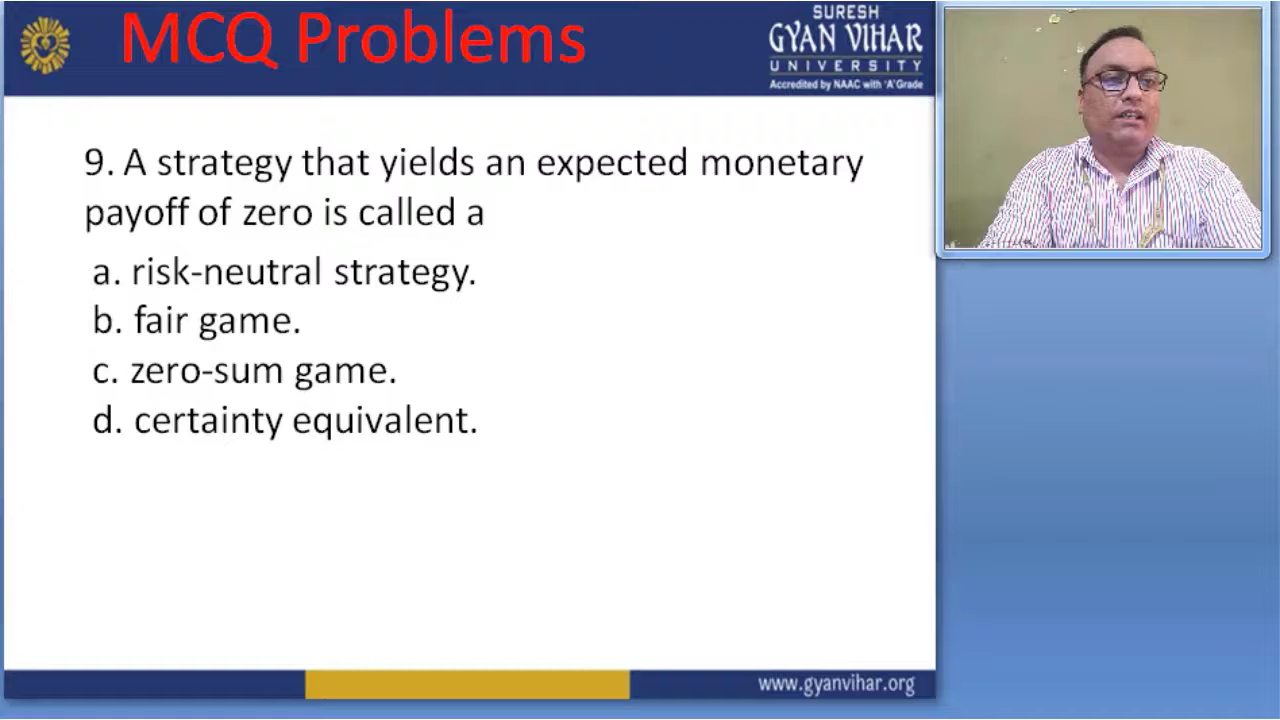 MCQ Problems
SURESH
GYAN VIHAR
UNIVERSITY
Accredited by NAAC with 'A' Grade
9. A strategy that yields an expected monetary
payoff of zero is called a
a. risk-neutral strategy.
b. fair game.
c. zero-sum game.
d. certainty equivalent.
www.gyanvihar.org